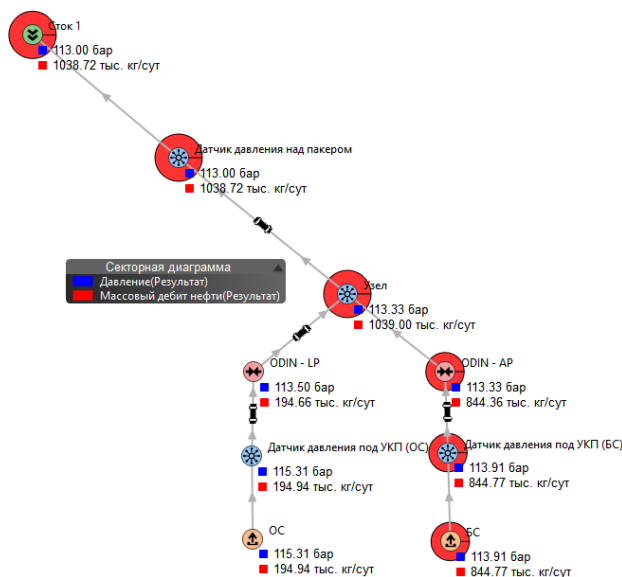 Сток 1
113.00 бар
1038.72 тыс. кг/сут
Датчик давления над пакером
113.00 бар
1038.72 тыс. кг/сут
Секторная диаграмма
Давление(Результат)
Массовый дебит нефти(Результат)
Узел
113.33 бар
1039.00 тыс. кг/сут
ODIN - LP
113.50 бар
194.66 тыс. кг/сут
ODIN - AP
113.33 бар
844.36 тыс. кг/сут
Датчик давления под УКП (ОС)
115.31 бар
194.94 тыс. кг/сут
Датчик давления под УКП (БС)
113.91 бар
844.77 тыс. кг/сут
ОС
115.31 бар
194.94 тыс. кг/сут
БС
113.91 бар
844.77 тыс. кг/сут